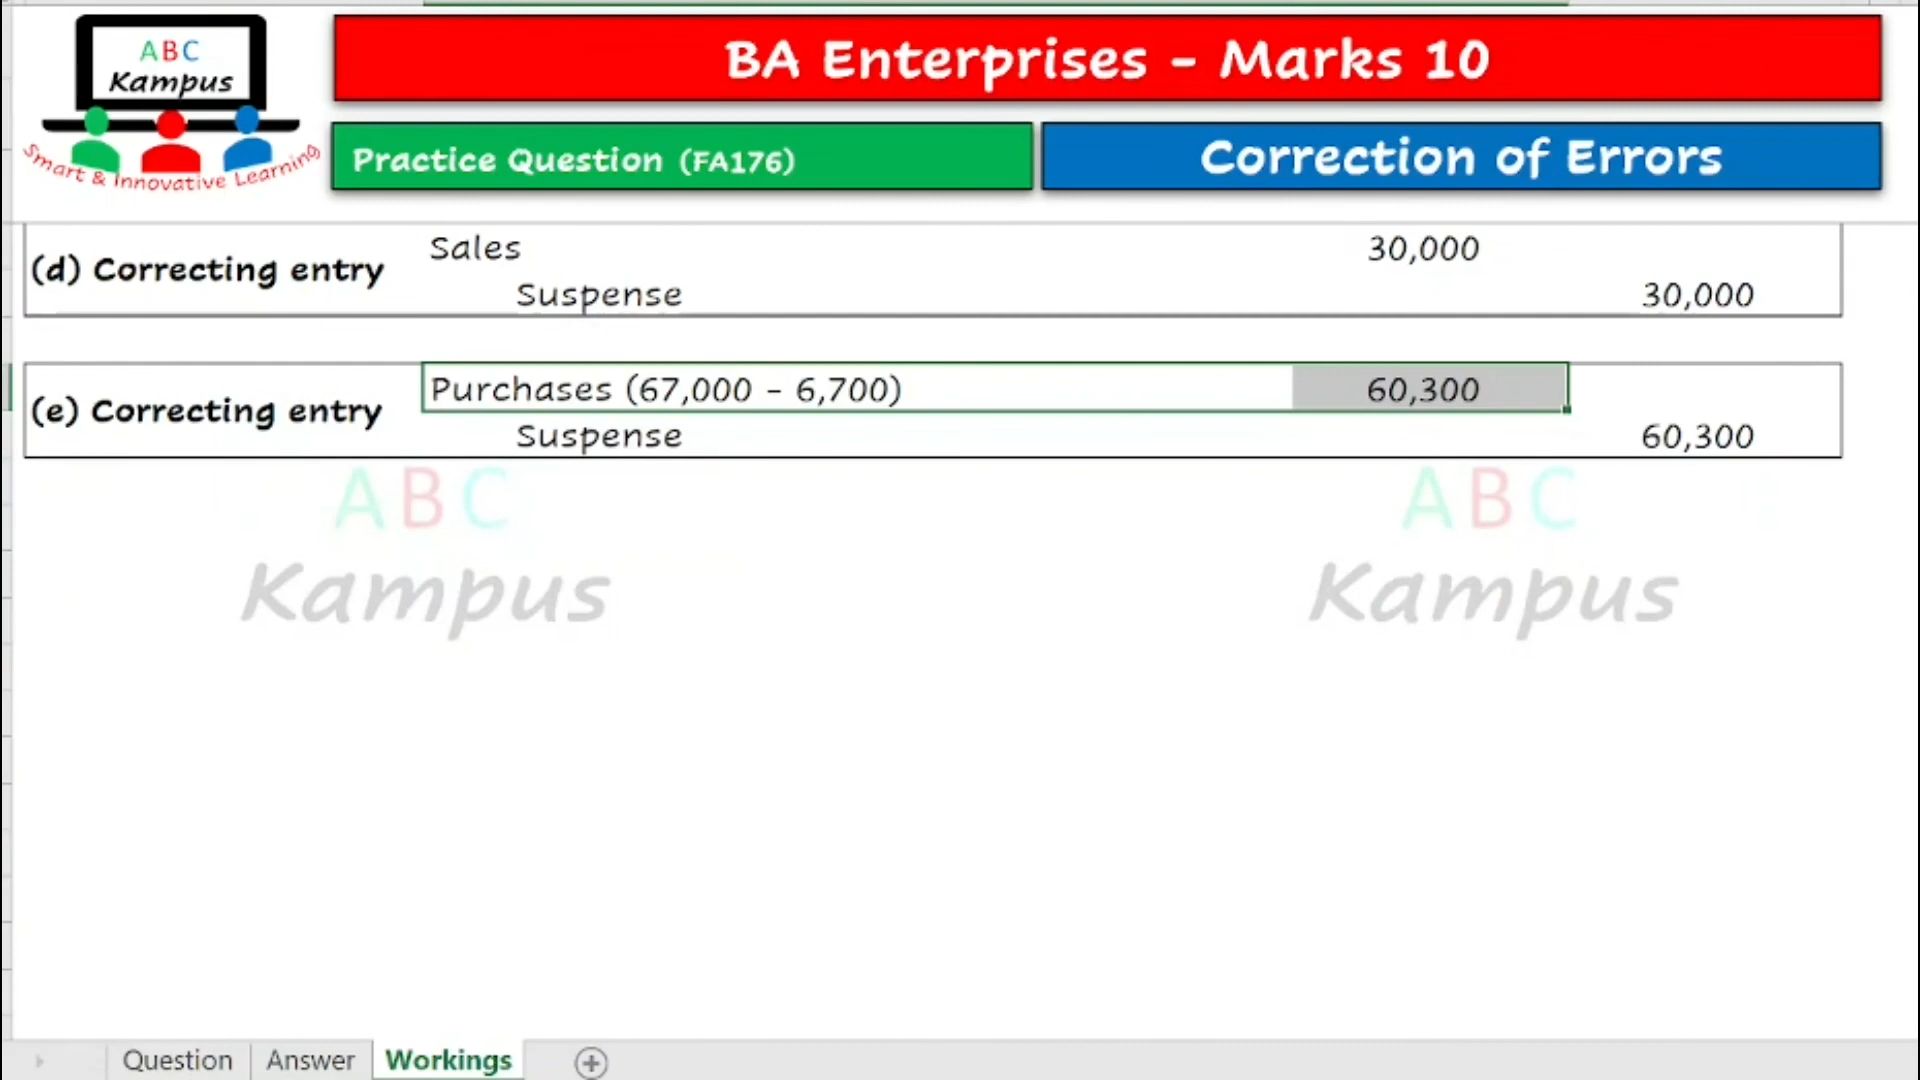 ABC
Kampus
Smart & Innovative Learning
BA Enterprises - Marks 10
Practice Question (FA176)
Correction of Errors
(d) Correcting entry
Sales 30,000
Suspense 30,000
(e) Correcting entry
Purchases (67,000 - 6,700) 60,300
Suspense 60,300
ABC
Kampus
ABC
Kampus
Question Answer Workings